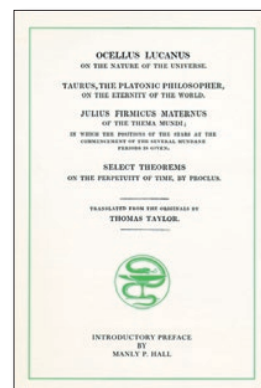 OCELLUS LUCANUS
ON THE NATURE OF THE UNIVERSE.
TAURUS, THE PLATONIC PHILOSOPHER,
ON THE ETERNITY OF THE WORLD.
JULIUS FIRMICUS MATERNUS
OF THE THEMA MUNDI;
IN WHICH THE POSITIONS OF THE STARS AT THE
COMMENCEMENT OF THE SEVERAL MUNDANE
PERIODS IS GIVEN.
SELECT THEOREMS
ON THE PERPETUITY OF TIME, BY PROCLUS.
TRANSLATED FROM THE ORIGINALS BY
THOMAS TAYLOR.
INTRODUCTORY PREFACE
BY
MANLY P. HALL